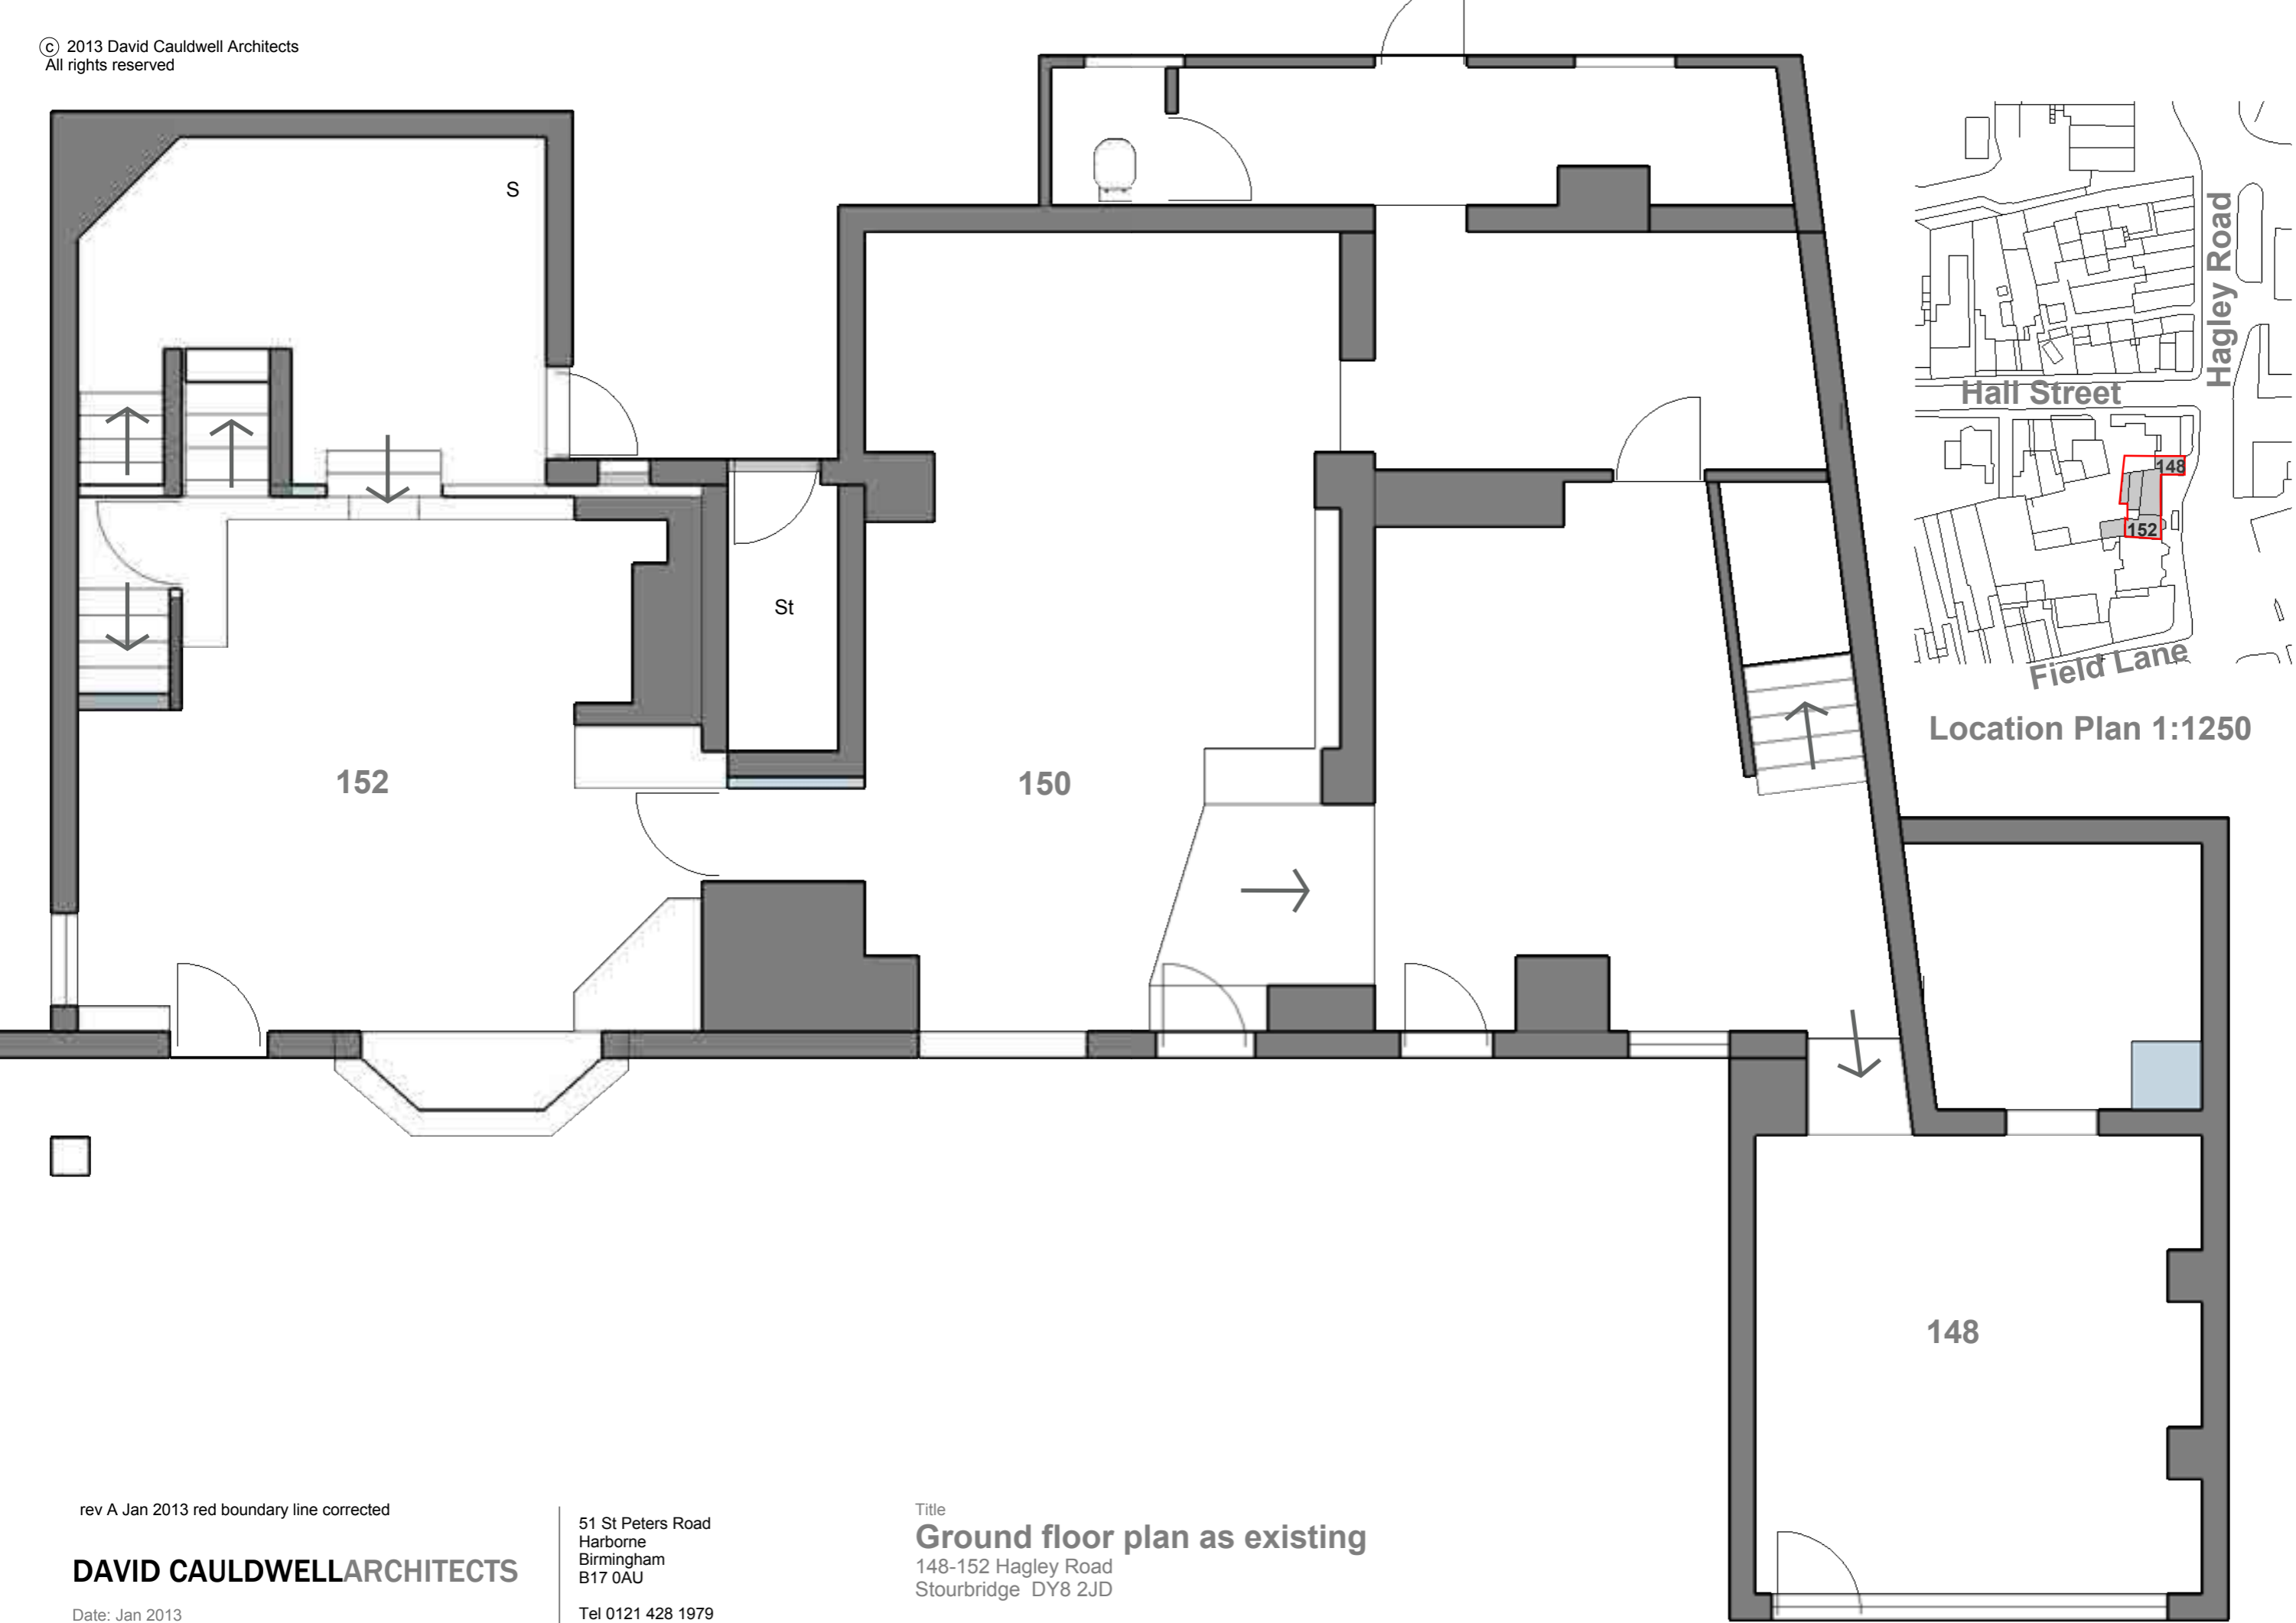 © 2013 David Cauldwell Architects
All rights reserved
S
St
152
150
148
Hagley Road
Hall Street
148
152
Field Lane
Location Plan 1:1250
rev A Jan 2013 red boundary line corrected
DAVID CAULDWELLARCHITECTS
Date: Jan 2013
51 St Peters Road
Harborne
Birmingham
B17 0AU
Tel 0121 428 1979
Title
Ground floor plan as existing
148-152 Hagley Road
Stourbridge DY8 2JD